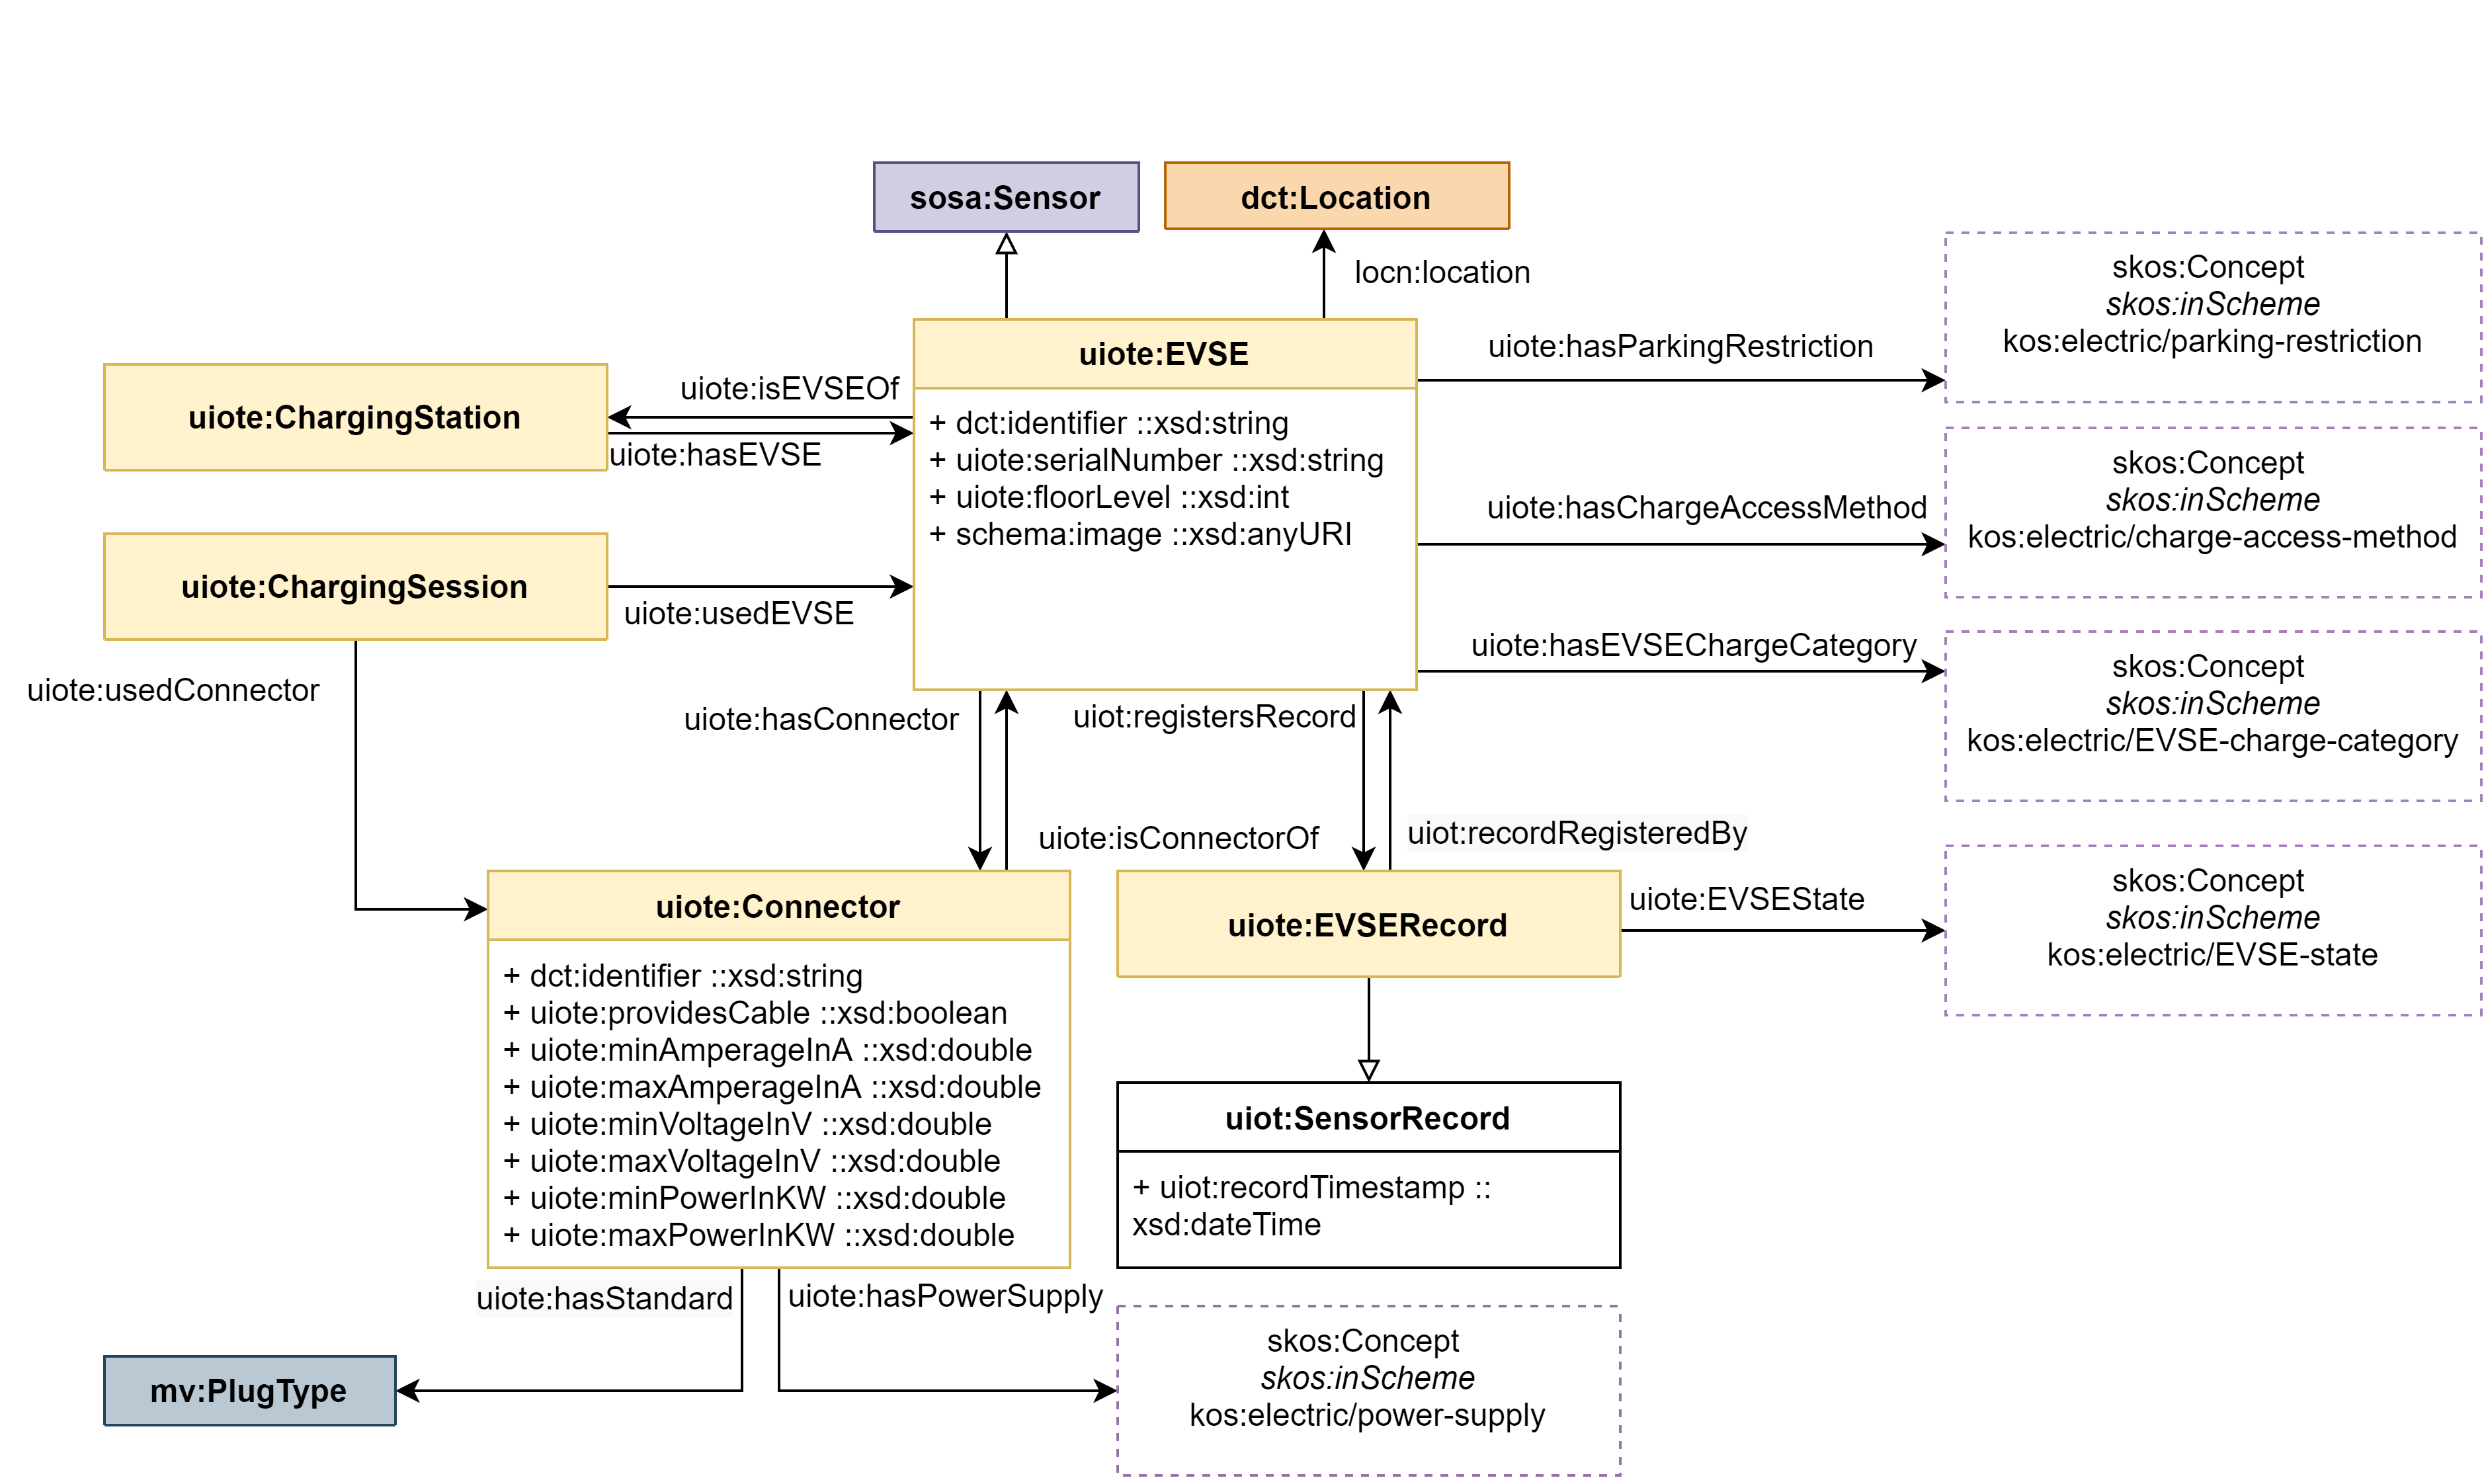 sosa:Sensor
dct:Location
locn:location
uiote:EVSE
+ dct:identifier ::xsd:string
+ uiote:serialNumber ::xsd:string
+ uiote:floorLevel ::xsd:int
+ schema:image ::xsd:anyURI
uiote:ChargingStation
uiote:isEVSEOf
uiote:hasEVSE
uiote:ChargingSession
uiote:usedEVSE
uiote:usedConnector
uiote:hasParkingRestriction
skos:Concept
skos:inScheme
kos:electric/parking-restriction
uiote:hasChargeAccessMethod
skos:Concept
skos:inScheme
kos:electric/charge-access-method
uiote:hasEVSEChargeCategory
skos:Concept
skos:inScheme
kos:electric/EVSE-charge-category
uiote:hasConnector
uiot:registersRecord
uiote:isConnectorOf
uiot:recordRegisteredBy
uiote:Connector
+ dct:identifier ::xsd:string
+ uiote:providesCable ::xsd:boolean
+ uiote:minAmperageInA ::xsd:double
+ uiote:maxAmperageInA ::xsd:double
+ uiote:minVoltageInV ::xsd:double
+ uiote:maxVoltageInV ::xsd:double
+ uiote:minPowerInKW ::xsd:double
+ uiote:maxPowerInKW ::xsd:double
uiote:EVSERecord
uiote:EVSEState
skos:Concept
skos:inScheme
kos:electric/EVSE-state
uiot:SensorRecord
+ uiot:recordTimestamp ::
xsd:dateTime
uiote:hasStandard
uiote:hasPowerSupply
mv:PlugType
skos:Concept
skos:inScheme
kos:electric/power-supply